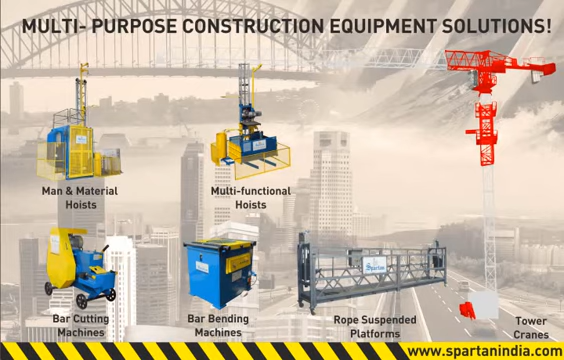 MULTI- PURPOSE CONSTRUCTION EQUIPMENT SOLUTIONS!
Man & Material
Hoists
Multi-functional
Hoists
Bar Cutting
Machines
Bar Bending
Machines
Spartan
Rope Suspended
Platforms
Tower
Cranes
www.spartanindia.com